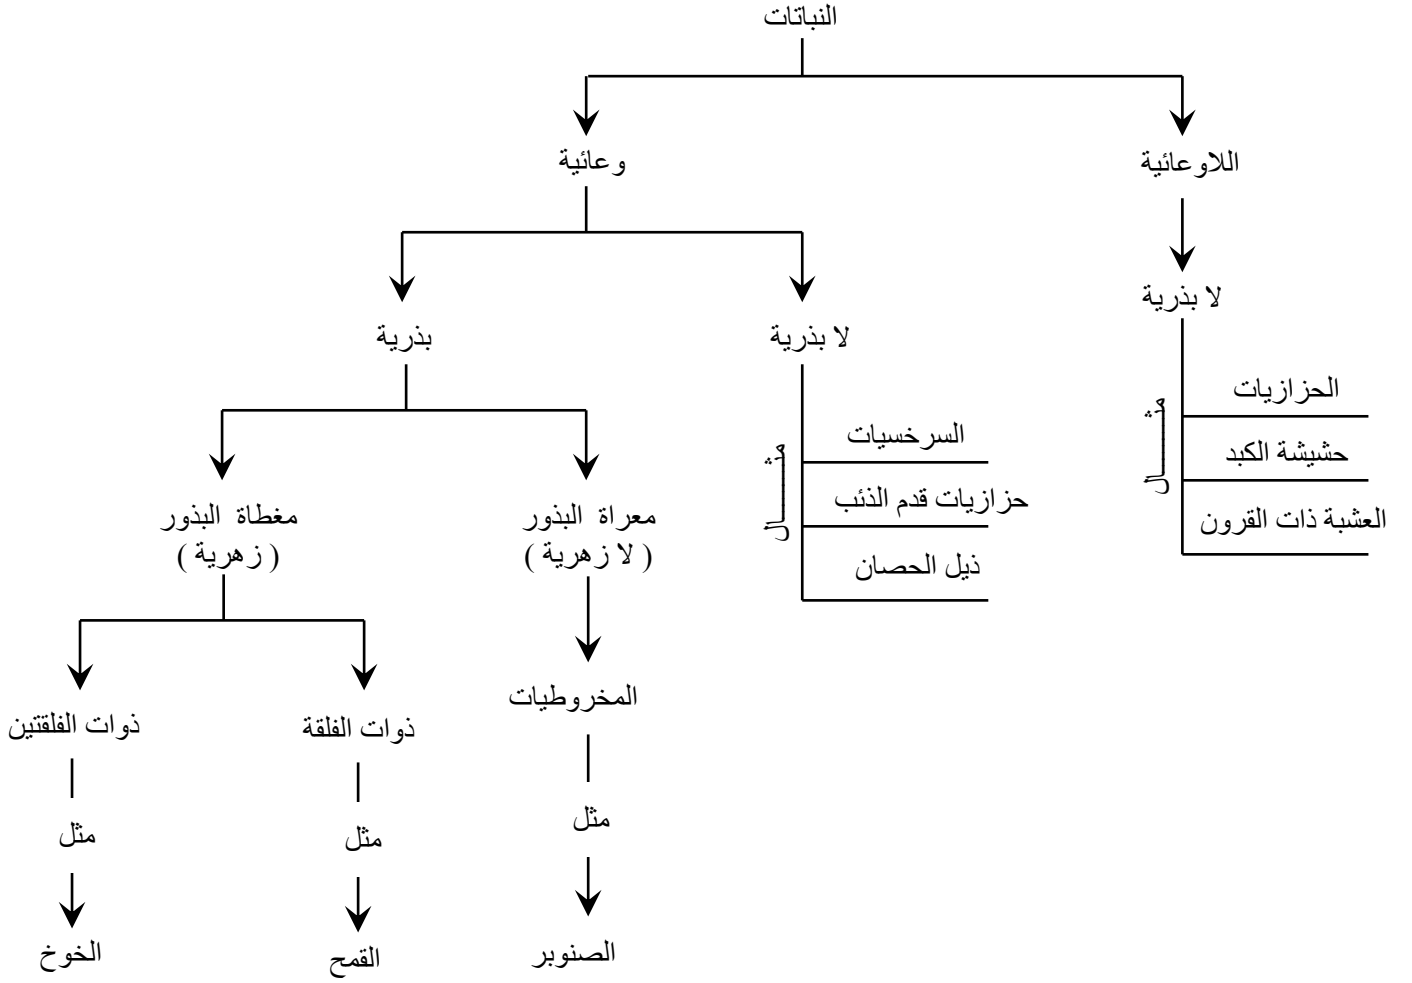 النباتات
اللاوعائية
وعائية
لا بذرية
لا بذرية
بذرية
مثــــــال
الحزازيات
حشيشة الكبد
العشبة ذات القرون
مثــــــال
السرخسيات
حزازيات قدم الذئب
ذيل الحصان
معراة البذور
( لا زهرية )
مغطاة البذور
( زهرية )
المخروطيات
ذوات الفلقة
ذوات الفلقتين
مثل
مثل
مثل
الصنوبر
القمح
الخوخ